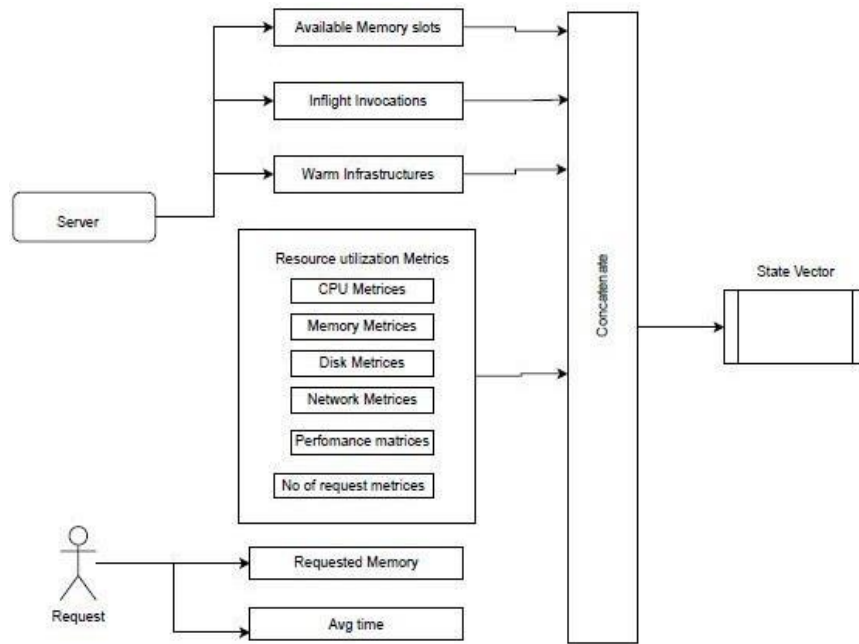 Available Memory slots
Inflight Invocations
Warm Infrastructures
Server
Resource utilization Metrics
CPU Metrices
Memory Metrices
Disk Metrices
Network Metrices
Perfomance matrices
No of request metrices
Requested Memory
Avg time
Request
Concatenate
State Vector